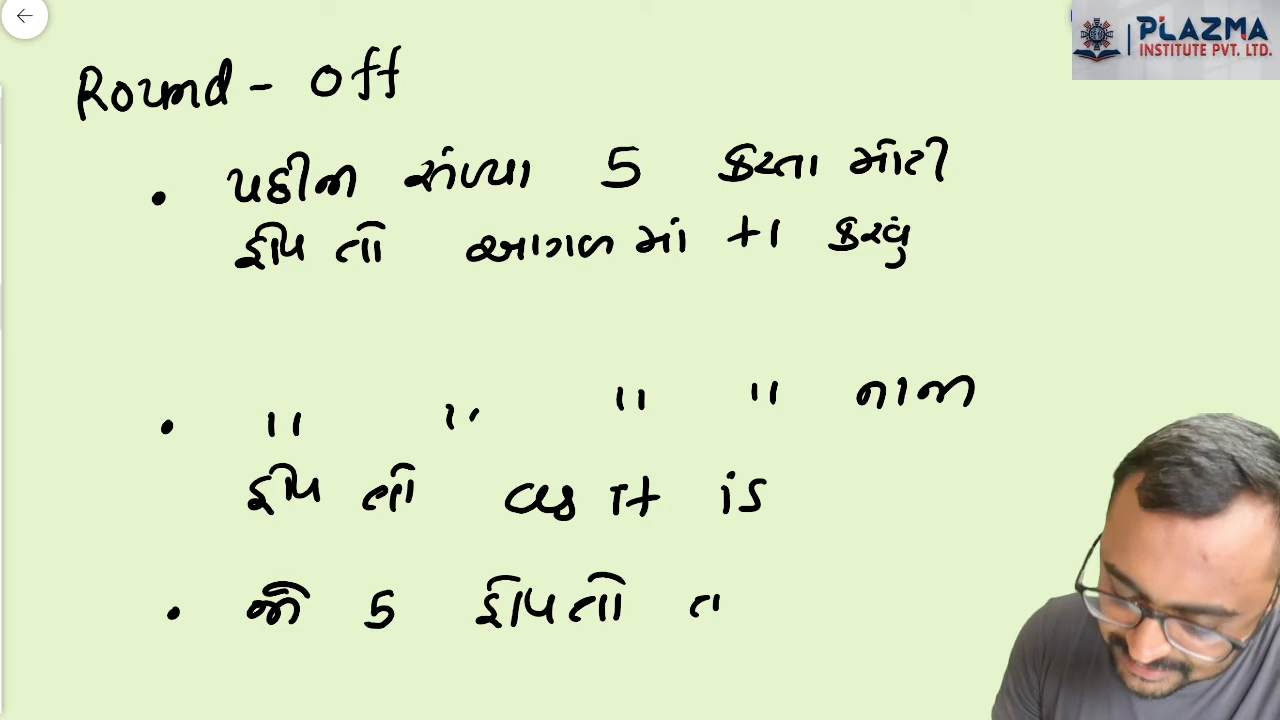 PLAZMA
INSTITUTE PVT. LTD.
Round - Off
• પછીના સંખ્યા 5 કરતા મોટી
હોય તો આગળ માં +1 કરવું
• " " " " નાના
હોય તો as it is
• જો 5 હોય તો ત